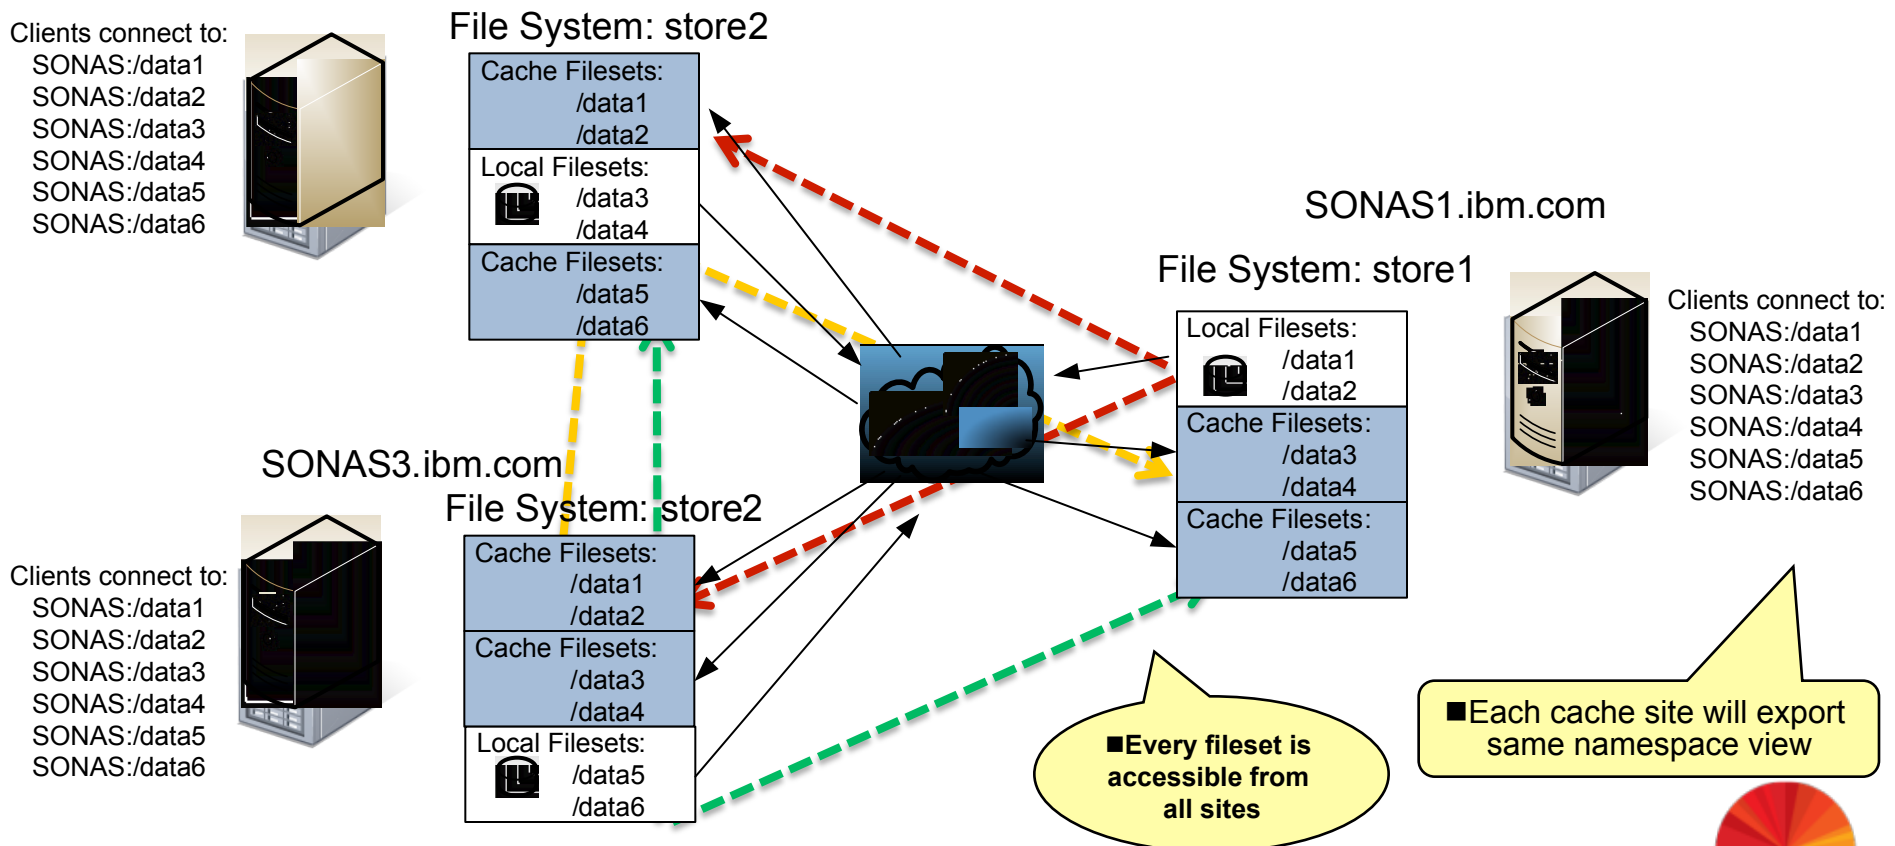 Clients connect to:
SONAS:/data1
SONAS:/data2
SONAS:/data3
SONAS:/data4
SONAS:/data5
SONAS:/data6
File System: store2
Cache Filesets:
/data1
/data2
Local Filesets:
/data3
/data4
Cache Filesets:
/data5
/data6
SONAS1.ibm.com
File System: store1
Local Filesets:
/data1
/data2
Cache Filesets:
/data3
/data4
Cache Filesets:
/data5
/data6
Clients connect to:
SONAS:/data1
SONAS:/data2
SONAS:/data3
SONAS:/data4
SONAS:/data5
SONAS:/data6
SONAS3.ibm.com
File System: store2
Clients connect to:
SONAS:/data1
SONAS:/data2
SONAS:/data3
SONAS:/data4
SONAS:/data5
SONAS:/data6
Cache Filesets:
/data1
/data2
Cache Filesets:
/data3
/data4
Local Filesets:
/data5
/data6
■Every fileset is
accessible from
all sites
■Each cache site will export
same namespace view